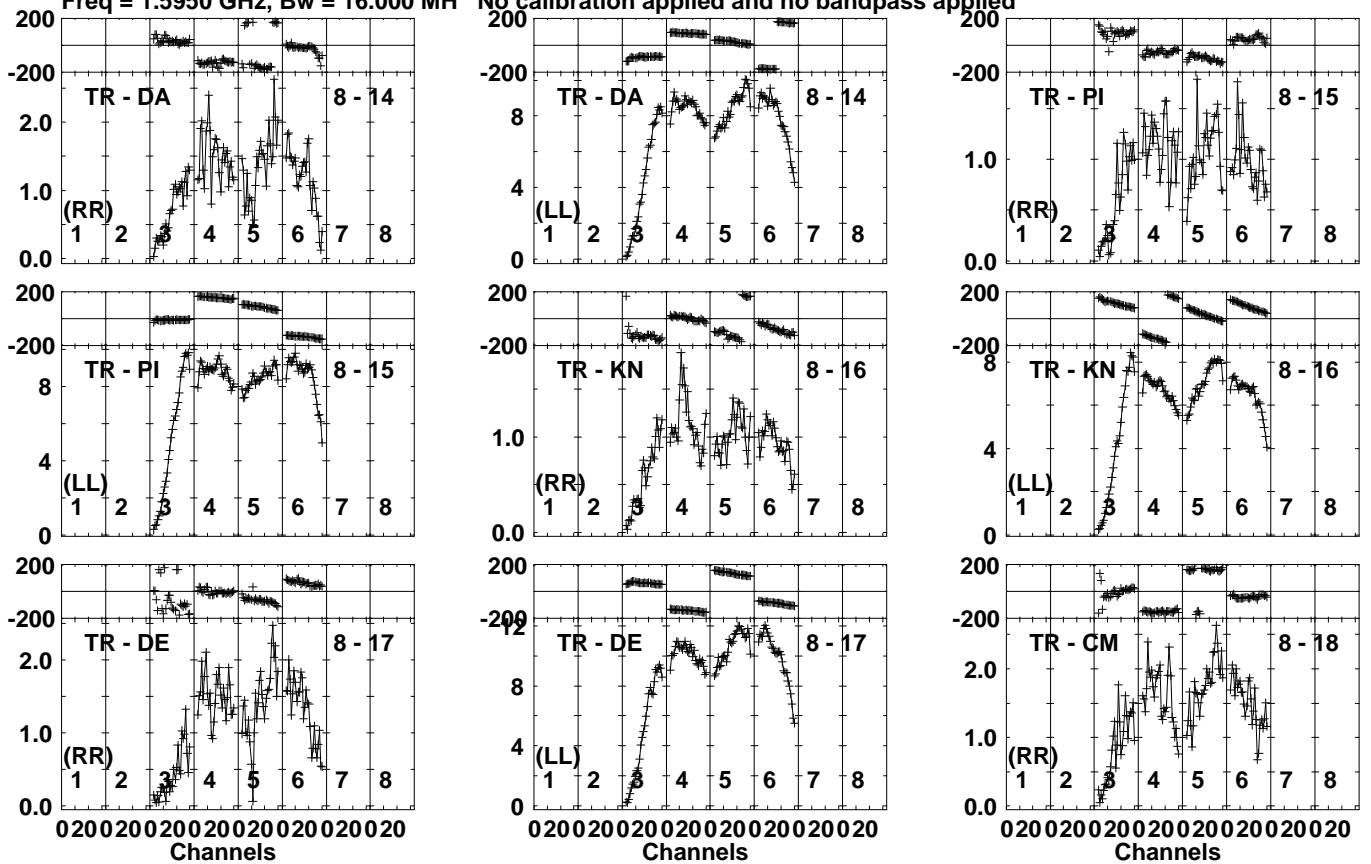 Freq = 1.5950 GHz, Bw = 16.000 MH No calibration applied and no bandpass applied
200
-200
TR - DA 8 - 14
2.0
1.0
0.0
(RR)
1 2 3 4 5 6 7 8
200
-200
TR - DA 8 - 14
8
4
0
(LL)
1 2 3 4 5 6 7 8
200
-200
TR - PI 8 - 15
1.0
0.0
(RR)
1 2 3 4 5 6 7 8
200
-200
TR - PI 8 - 15
8
4
0
(LL)
1 2 3 4 5 6 7 8
200
-200
TR - KN 8 - 16
1.0
0.0
(RR)
1 2 3 4 5 6 7 8
200
-200
TR - KN 8 - 16
8
4
0
(LL)
1 2 3 4 5 6 7 8
200
-200
TR - DE 8 - 17
2.0
1.0
0.0
(RR)
1 2 3 4 5 6 7 8
200
-200
12
TR - DE 8 - 17
8
4
0
(LL)
1 2 3 4 5 6 7 8
200
-200
TR - CM 8 - 18
2.0
1.0
0.0
(RR)
1 2 3 4 5 6 7 8
0 20 0 20 0 20 0 20 0 20 0 20 0 20 0 20
Channels
0 20 0 20 0 20 0 20 0 20 0 20 0 20 0 20
Channels
0 20 0 20 0 20 0 20 0 20 0 20 0 20 0 20
Channels